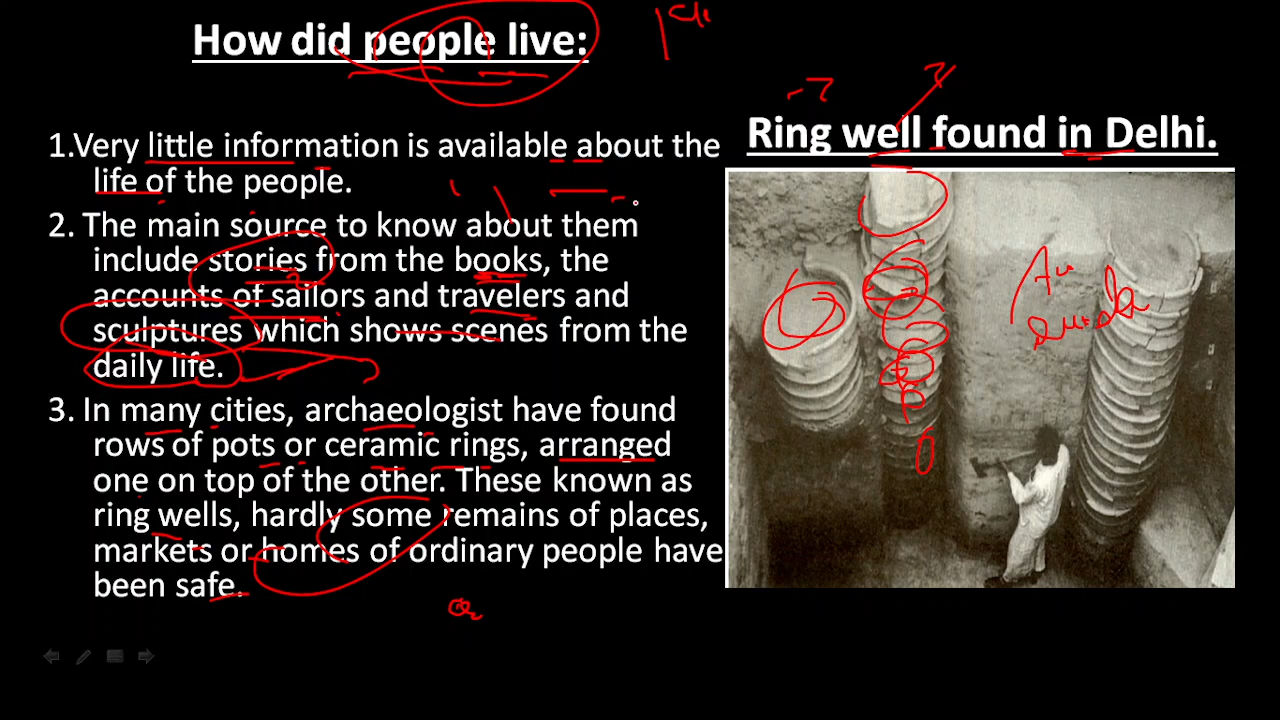 How did people live:
1.Very little information is available about the
life of the people.
2. The main source to know about them
include stories from the books, the
accounts of sailors and travelers and
sculptures which shows scenes from the
daily life.
3. In many cities, archaeologist have found
rows of pots or ceramic rings, arranged
one on top of the other. These known as
ring wells, hardly some remains of places,
markets or homes of ordinary people have
been safe.
Ring well found in Delhi.